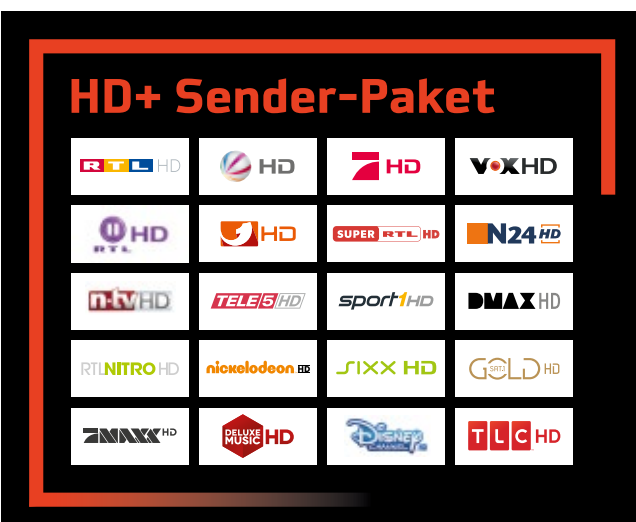 HD+ Sender-Paket
RTL HD
HD
HD
VOX HD
II HD
RTL
HD
SUPER RTL HD
N24 HD
n-tv HD
TELE 5 HD
sport1 HD
DMAX HD
RTLNITRO HD
nickelodeon HD
SIXX HD
SAT.1 GOLD HD
7MAXX HD
DELUXE
MUSIC HD
Disney
CHANNEL
TLC HD